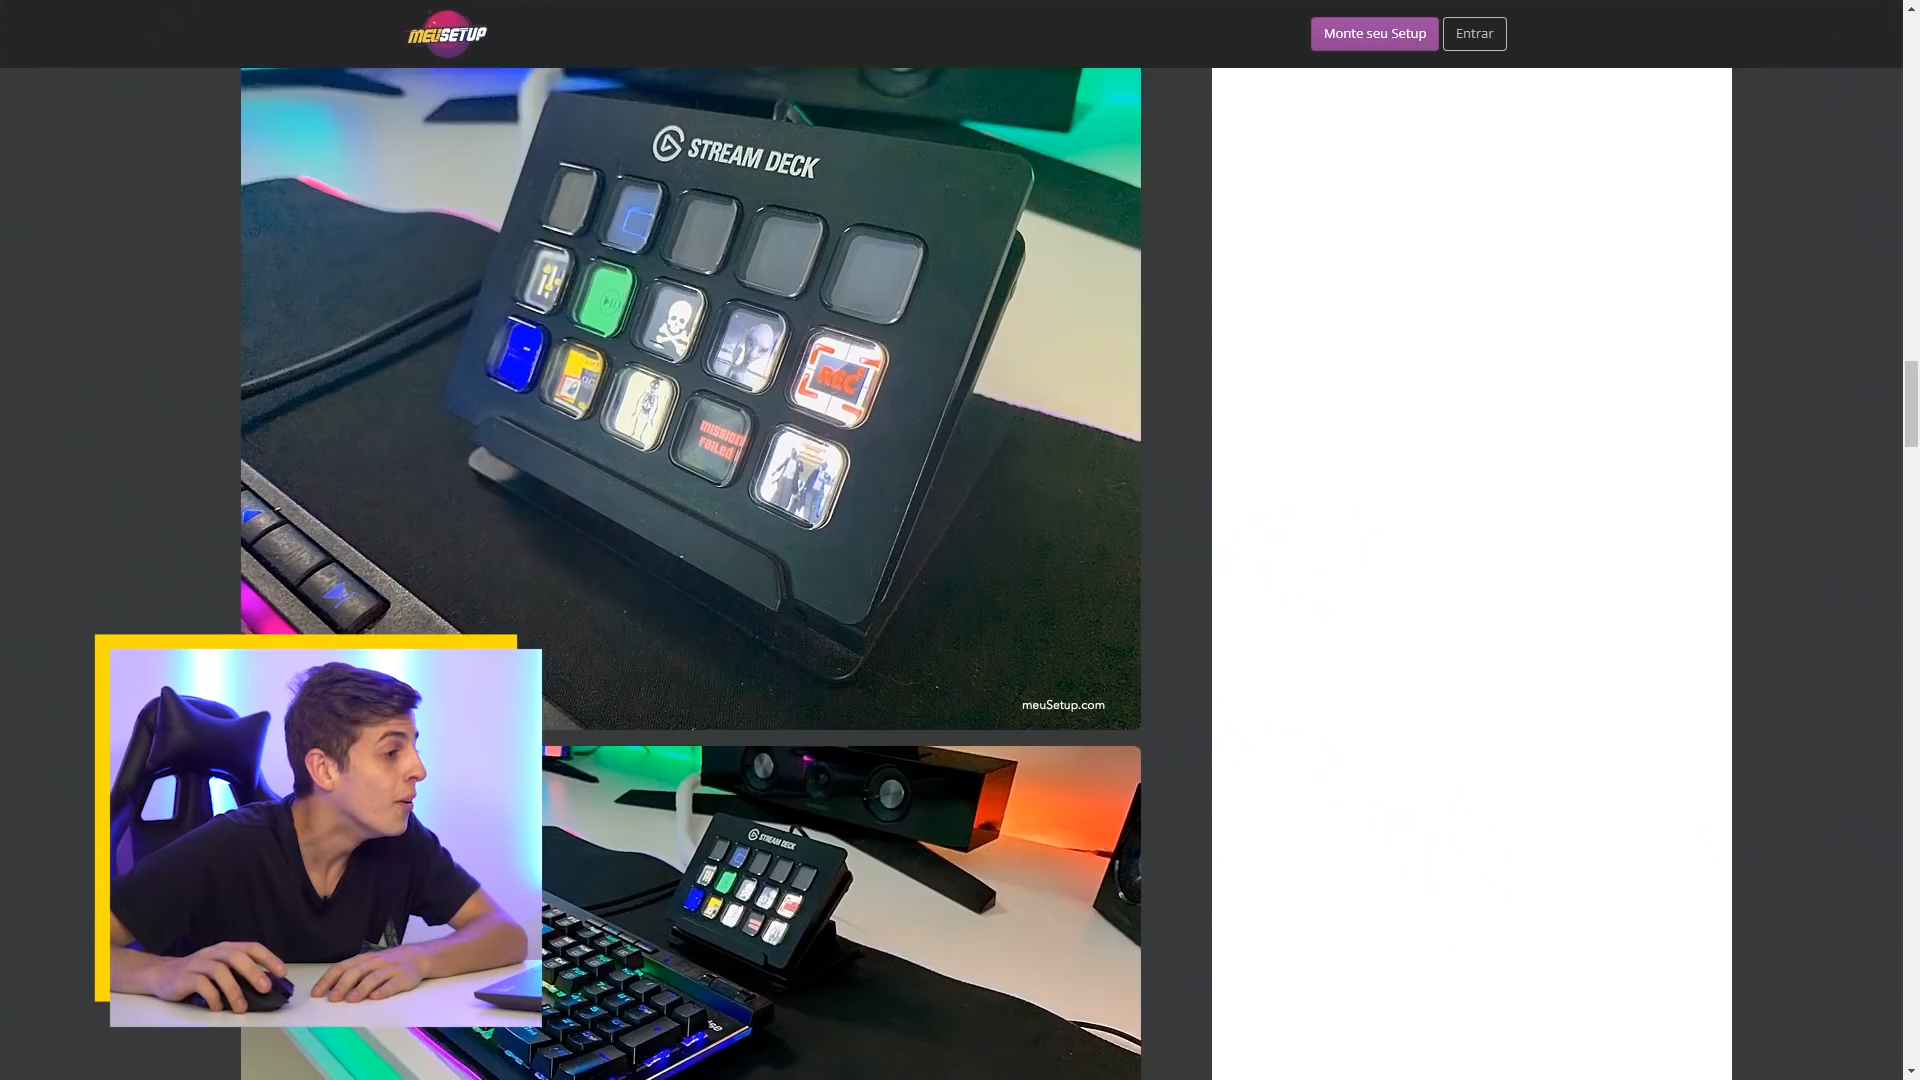 MEUSETUP
Monte seu Setup
Entrar
STREAM DECK
REC
MISSION
FAILED
meuSetup.com
STREAM DECK